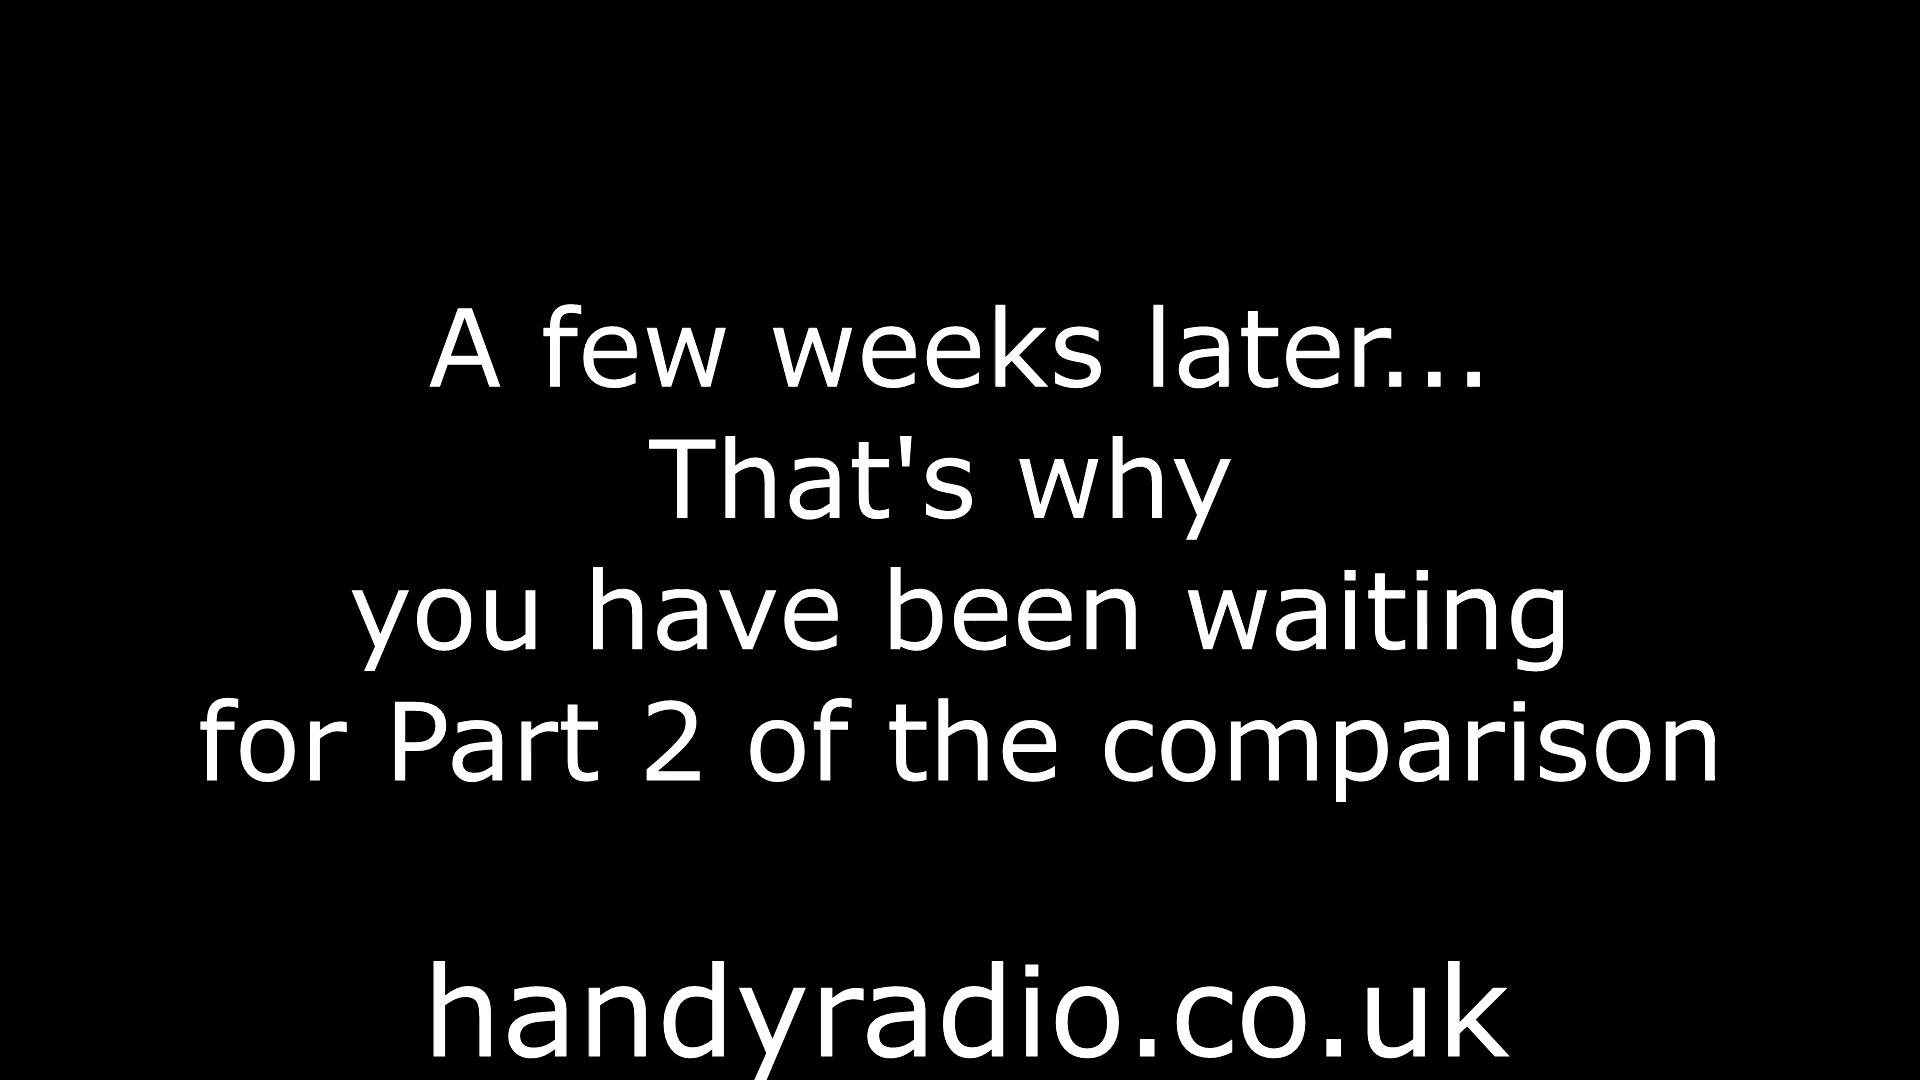 A few weeks later...
That's why
you have been waiting
for Part 2 of the comparison
handyradio.co.uk